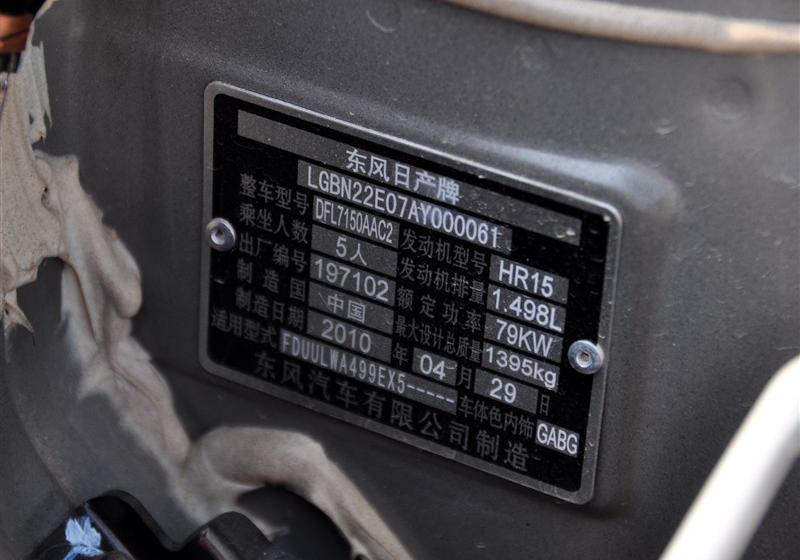 东风日产牌
LGBN22E07AY000061
整车型号 DFL7150AAC2 发动机型号 HR15
乘坐人数 5人 发动机排量 1.498L
出厂编号 197102 额定功率 79KW
制造国 中国 最大设计总质量 1395kg
制造日期 2010 年 04 月 29 日
适用型式 FDUULWA499EX5----- 车体色内饰 GABG
东风汽车有限公司制造